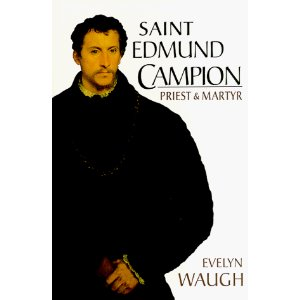 SAINT
EDMUND
CAMPION
PRIEST & MARTYR
EVELYN
WAUGH